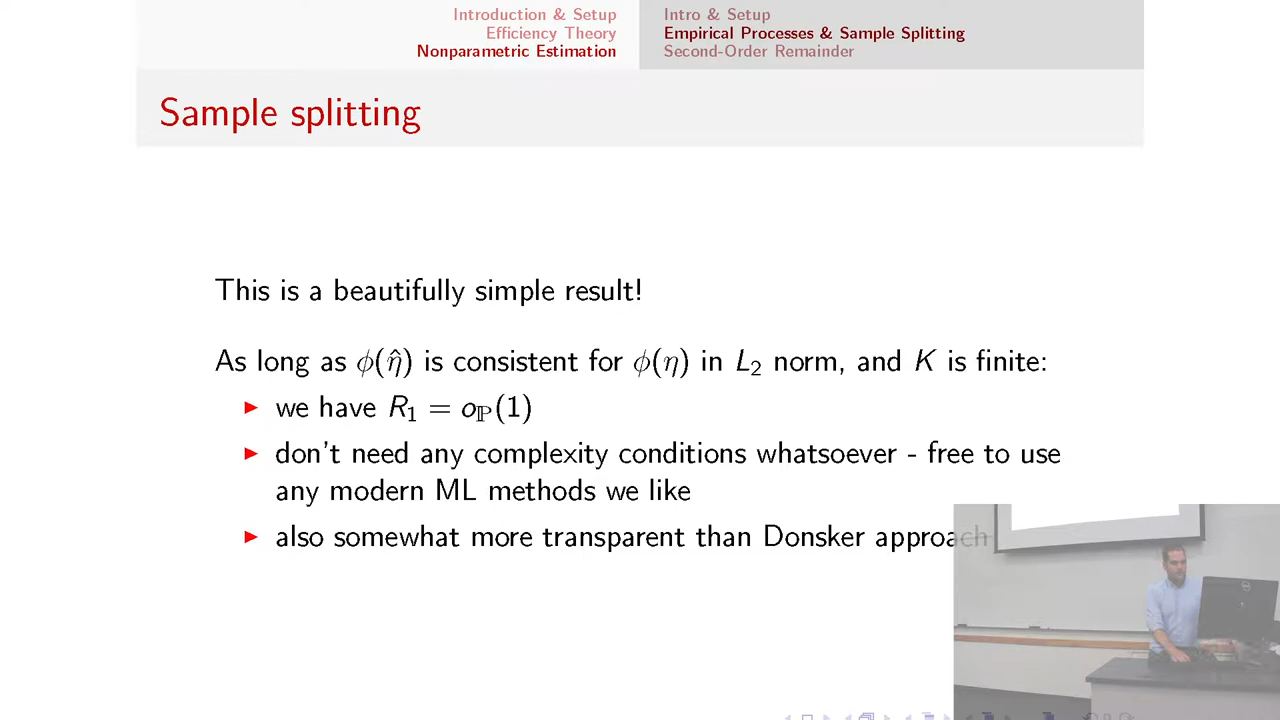 Introduction & Setup
Efficiency Theory
Nonparametric Estimation
Intro & Setup
Empirical Processes & Sample Splitting
Second-Order Remainder
Sample splitting
This is a beautifully simple result!
As long as ϕ(η̂) is consistent for ϕ(η) in L₂ norm, and K is finite:
▶ we have R₁ = o_ℙ(1)
▶ don't need any complexity conditions whatsoever - free to use
any modern ML methods we like
▶ also somewhat more transparent than Donsker approach